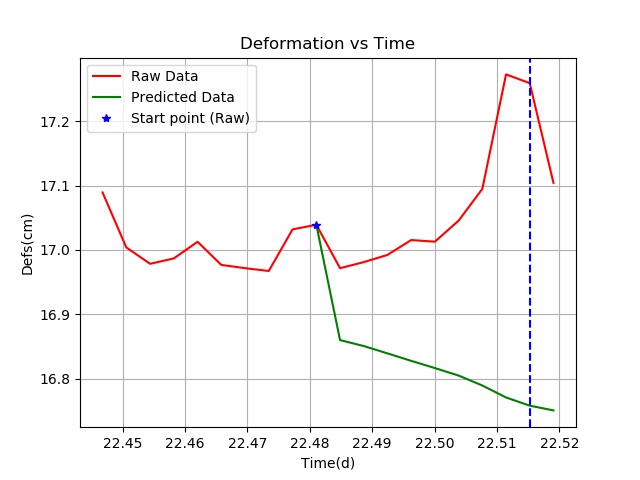 Deformation vs Time
Raw Data
Predicted Data
Start point (Raw)
17.2
17.1
17.0
16.9
16.8
Defs(cm)
22.45 22.46 22.47 22.48 22.49 22.50 22.51 22.52
Time(d)